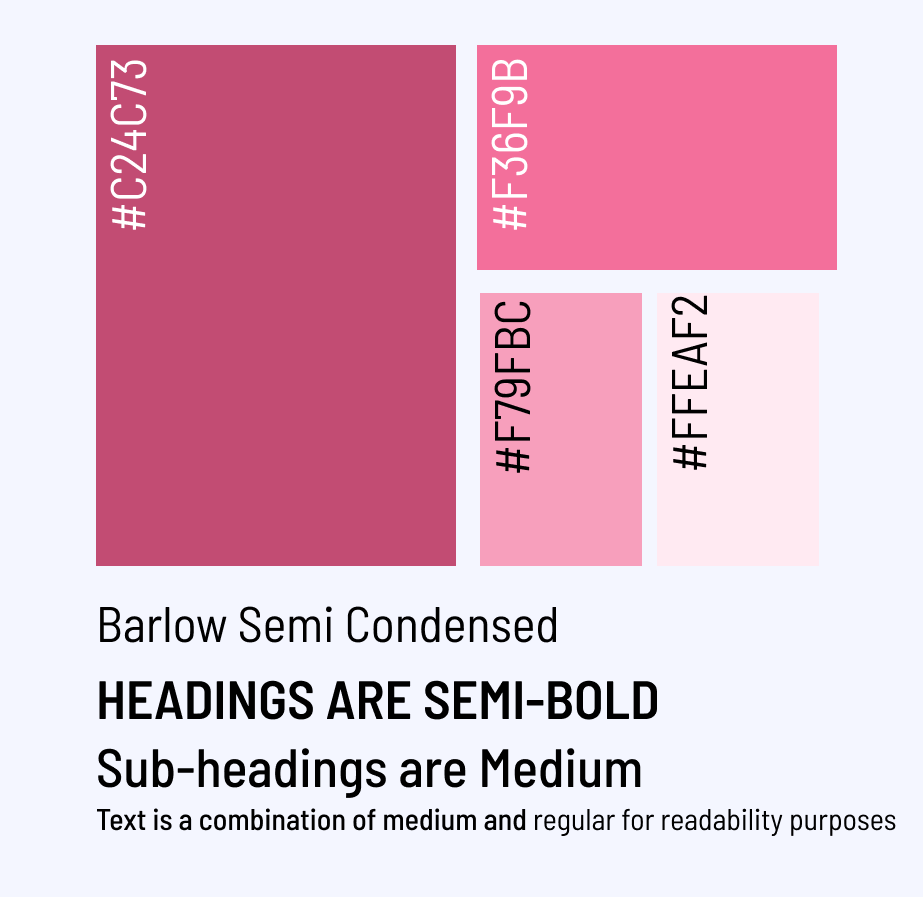 #C24C73
#F36F9B
#F79FBC
#FFEAF2
Barlow Semi Condensed
HEADINGS ARE SEMI-BOLD
Sub-headings are Medium
Text is a combination of medium and regular for readability purposes